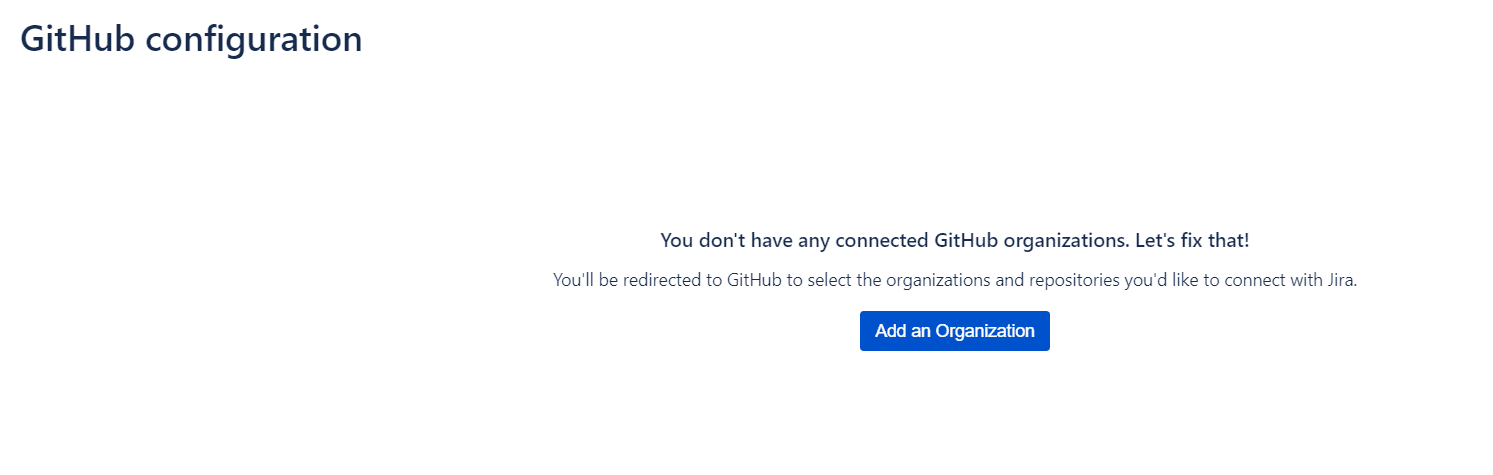 GitHub configuration
You don't have any connected GitHub organizations. Let's fix that!
You'll be redirected to GitHub to select the organizations and repositories you'd like to connect with Jira.
Add an Organization